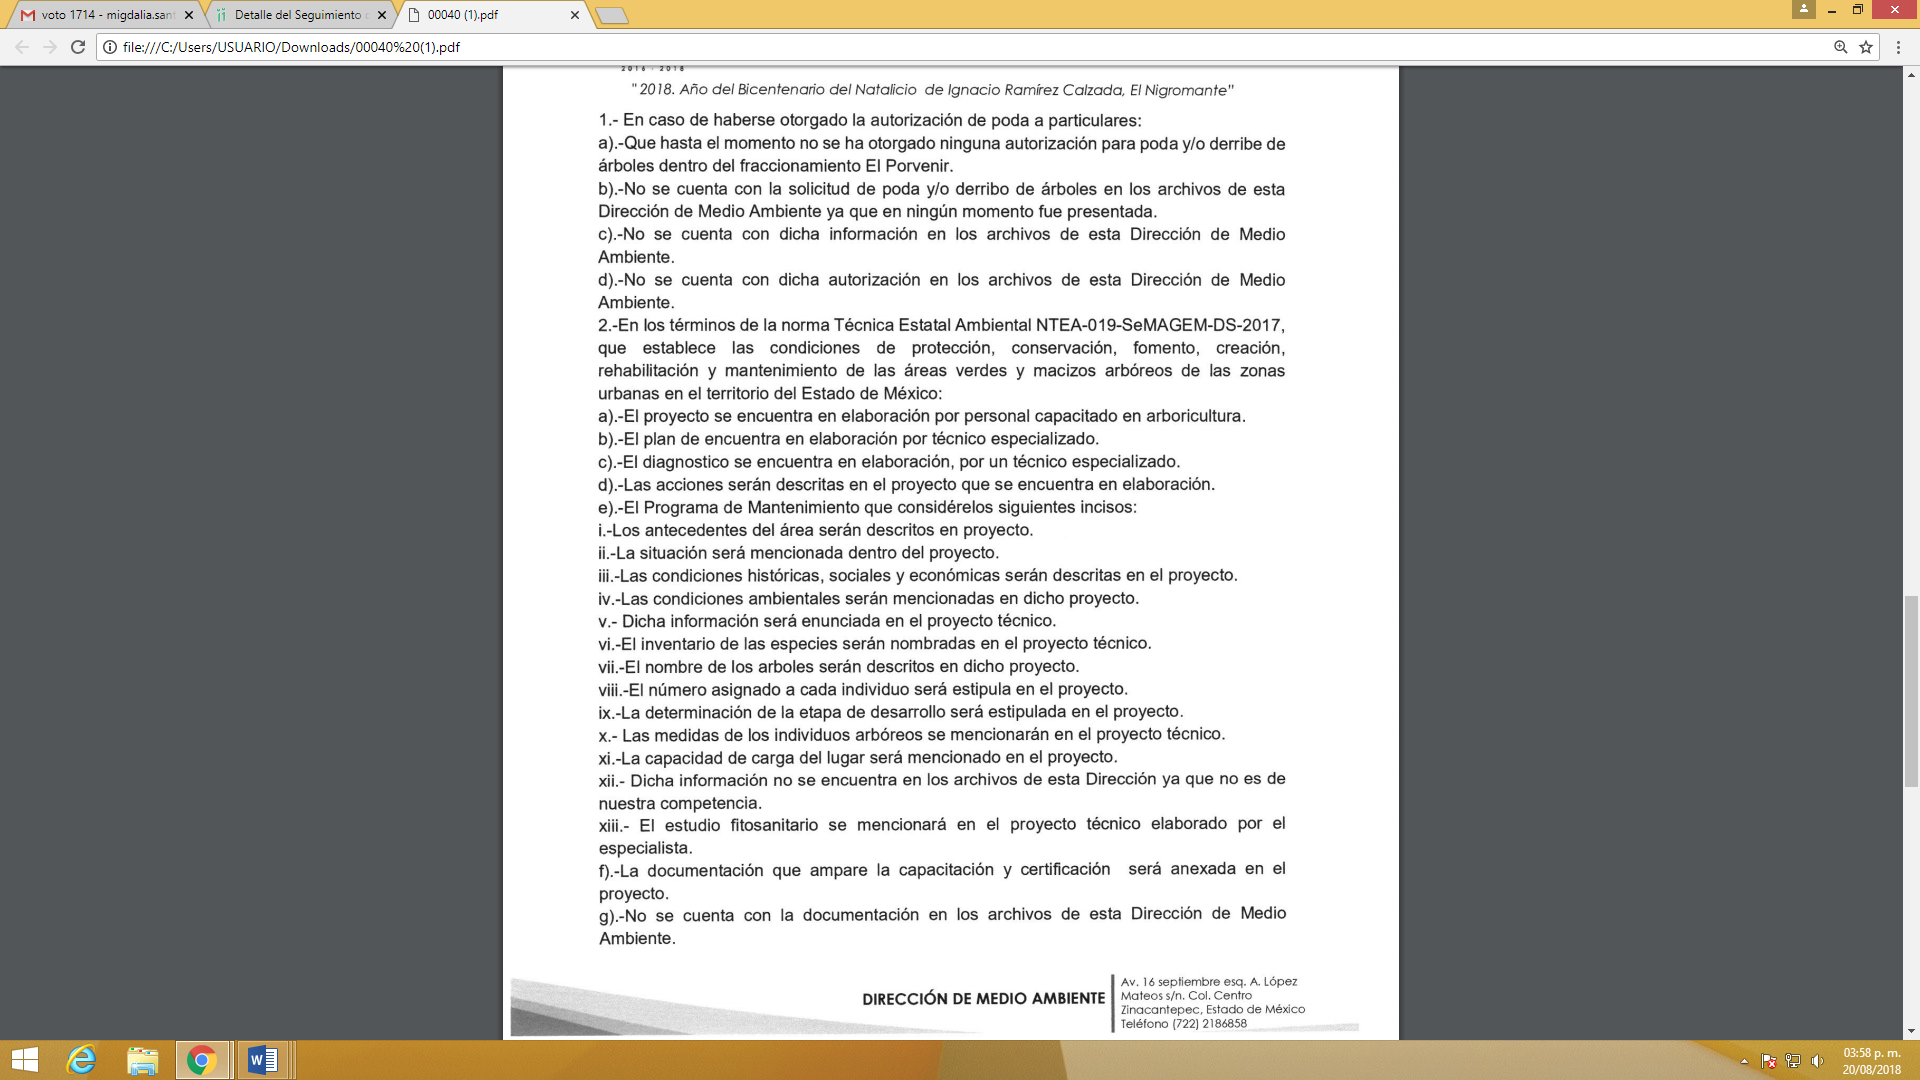 voto 1714 - migdalia.san
Detalle del Seguimiento
00040 (1).pdf
file:///C:/Users/USUARIO/Downloads/00040%20(1).pdf
2016 - 2018
"2018. Año del Bicentenario del Natalicio de Ignacio Ramírez Calzada, El Nigromante"
1.- En caso de haberse otorgado la autorización de poda a particulares:
a).-Que hasta el momento no se ha otorgado ninguna autorización para poda y/o derribe de
árboles dentro del fraccionamiento El Porvenir.
b).-No se cuenta con la solicitud de poda y/o derribo de árboles en los archivos de esta
Dirección de Medio Ambiente ya que en ningún momento fue presentada.
c).-No se cuenta con dicha información en los archivos de esta Dirección de Medio
Ambiente.
d).-No se cuenta con dicha autorización en los archivos de esta Dirección de Medio
Ambiente.
2.-En los términos de la norma Técnica Estatal Ambiental NTEA-019-SeMAGEM-DS-2017,
que establece las condiciones de protección, conservación, fomento, creación,
rehabilitación y mantenimiento de las áreas verdes y macizos arbóreos de las zonas
urbanas en el territorio del Estado de México:
a).-El proyecto se encuentra en elaboración por personal capacitado en arboricultura.
b).-El plan de encuentra en elaboración por técnico especializado.
c).-El diagnostico se encuentra en elaboración, por un técnico especializado.
d).-Las acciones serán descritas en el proyecto que se encuentra en elaboración.
e).-El Programa de Mantenimiento que considérelos siguientes incisos:
i.-Los antecedentes del área serán descritos en proyecto.
ii.-La situación será mencionada dentro del proyecto.
iii.-Las condiciones históricas, sociales y económicas serán descritas en el proyecto.
iv.-Las condiciones ambientales serán mencionadas en dicho proyecto.
v.- Dicha información será enunciada en el proyecto técnico.
vi.-El inventario de las especies serán nombradas en el proyecto técnico.
vii.-El nombre de los arboles serán descritos en dicho proyecto.
viii.-El número asignado a cada individuo será estipula en el proyecto.
ix.-La determinación de la etapa de desarrollo será estipulada en el proyecto.
x.- Las medidas de los individuos arbóreos se mencionarán en el proyecto técnico.
xi.-La capacidad de carga del lugar será mencionado en el proyecto.
xii.- Dicha información no se encuentra en los archivos de esta Dirección ya que no es de
nuestra competencia.
xiii.- El estudio fitosanitario se mencionará en el proyecto técnico elaborado por el
especialista.
f).-La documentación que ampare la capacitación y certificación será anexada en el
proyecto.
g).-No se cuenta con la documentación en los archivos de esta Dirección de Medio
Ambiente.
DIRECCIÓN DE MEDIO AMBIENTE
Av. 16 septiembre esq. A. López
Mateos s/n. Col. Centro
Zinacantepec, Estado de México
Teléfono (722) 2186858
03:58 p. m.
20/08/2018